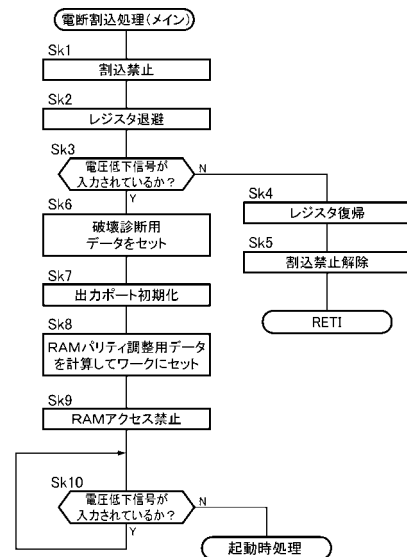 電断割込処理(メイン)
Sk1
割込禁止
Sk2
レジスタ退避
Sk3
電圧低下信号が
入力されているか？
N
Y
Sk4
レジスタ復帰
Sk5
割込禁止解除
RETI
Sk6
破壊診断用
データをセット
Sk7
出力ポート初期化
Sk8
RAMパリティ調整用データ
を計算してワークにセット
Sk9
RAMアクセス禁止
Sk10
電圧低下信号が
入力されているか？
N
Y
起動時処理